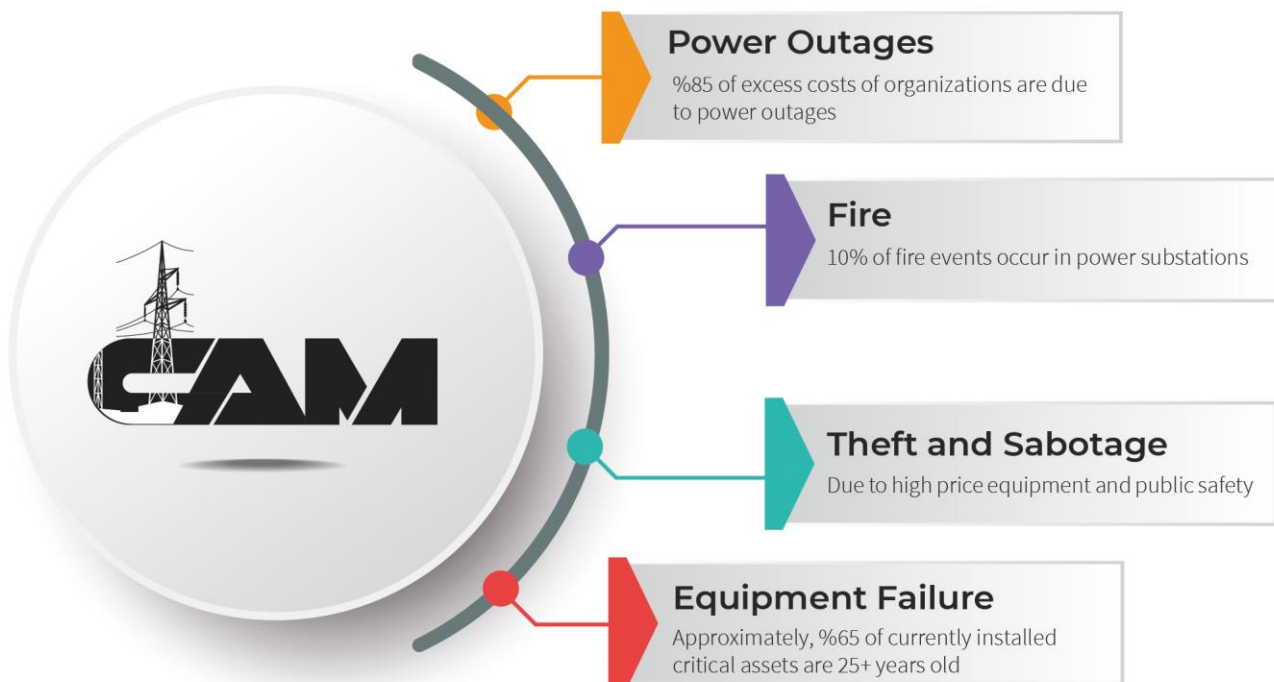 CAM
Power Outages
%85 of excess costs of organizations are due
to power outages
Fire
10% of fire events occur in power substations
Theft and Sabotage
Due to high price equipment and public safety
Equipment Failure
Approximately, %65 of currently installed
critical assets are 25+ years old